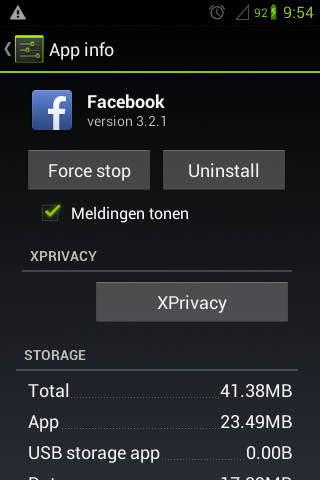 92 9:54
App info
Facebook
version 3.2.1
Force stop Uninstall
Meldingen tonen
XPRIVACY
XPrivacy
STORAGE
Total 41.38MB
App 23.49MB
USB storage app 0.00B